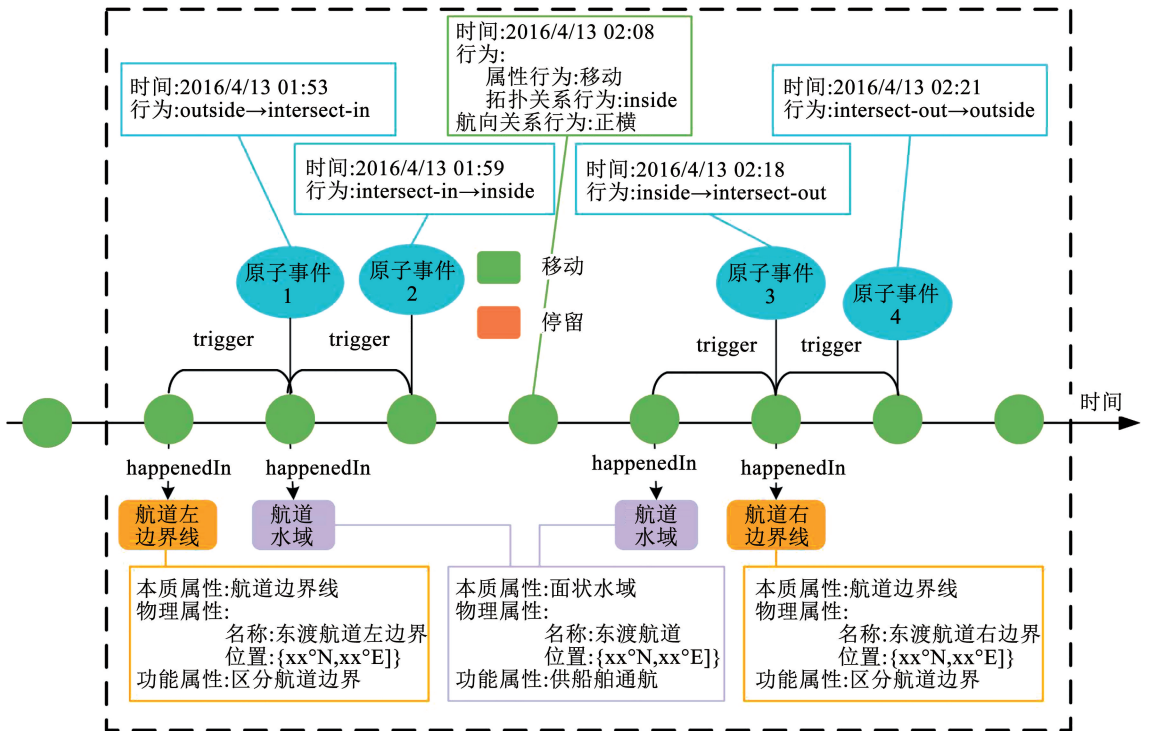 时间:2016/4/13 02:08
行为:
属性行为:移动
拓扑关系行为:inside
航向关系行为:正横
时间:2016/4/13 01:53
行为:outside→intersect-in
时间:2016/4/13 02:21
行为:intersect-out→outside
时间:2016/4/13 01:59
行为:intersect-in→inside
时间:2016/4/13 02:18
行为:inside→intersect-out
原子事件
1
原子事件
2
移动
停留
原子事件
3
原子事件
4
trigger
trigger
trigger
trigger
时间
happenedIn
happenedIn
happenedIn
happenedIn
航道左
边界线
航道
水域
航道
水域
航道右
边界线
本质属性:航道边界线
物理属性:
名称:东渡航道左边界
位置:{xx°N,xx°E]}
功能属性:区分航道边界
本质属性:面状水域
物理属性:
名称:东渡航道
位置:{xx°N,xx°E]}
功能属性:供船舶通航
本质属性:航道边界线
物理属性:
名称:东渡航道右边界
位置:{xx°N,xx°E]}
功能属性:区分航道边界